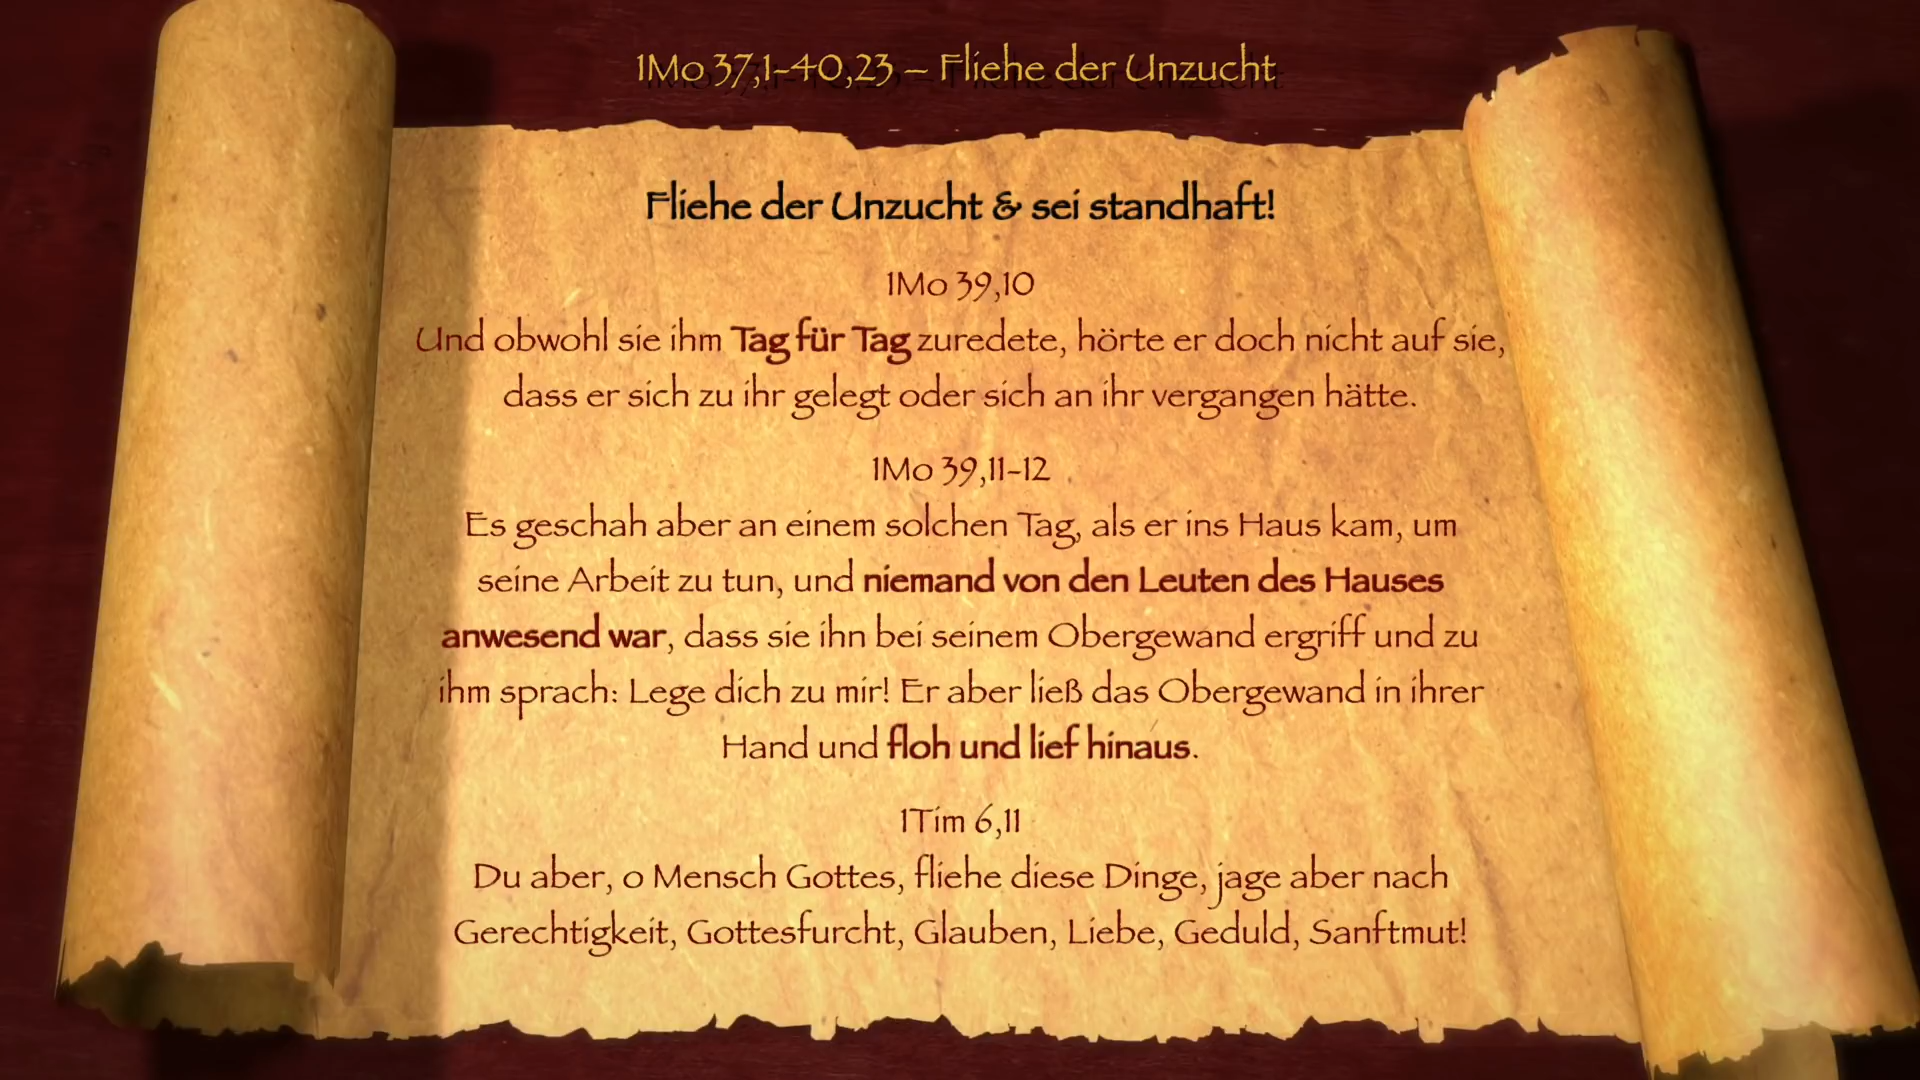 1Mo 37,1-40,23 – Fliehe der Unzucht
Fliehe der Unzucht & sei standhaft!
1Mo 39,10
Und obwohl sie ihm Tag für Tag zuredete, hörte er doch nicht auf sie,
dass er sich zu ihr gelegt oder sich an ihr vergangen hätte.
1Mo 39,11-12
Es geschah aber an einem solchen Tag, als er ins Haus kam, um
seine Arbeit zu tun, und niemand von den Leuten des Hauses
anwesend war, dass sie ihn bei seinem Obergewand ergriff und zu
ihm sprach: Lege dich zu mir! Er aber ließ das Obergewand in ihrer
Hand und floh und lief hinaus.
1Tim 6,11
Du aber, o Mensch Gottes, fliehe diese Dinge, jage aber nach
Gerechtigkeit, Gottesfurcht, Glauben, Liebe, Geduld, Sanftmut!